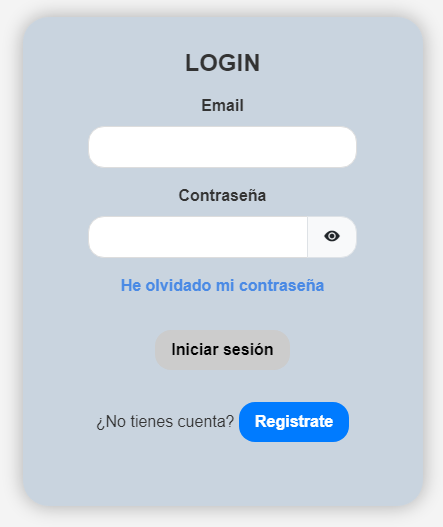 LOGIN
Email
Contraseña
He olvidado mi contraseña
Iniciar sesión
¿No tienes cuenta? Registrate